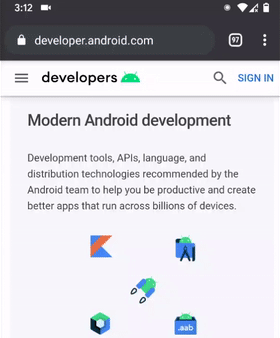 3:12
developer.android.com
97
developers
SIGN IN
Modern Android development
Development tools, APIs, language, and
distribution technologies recommended by the
Android team to help you be productive and create
better apps that run across billions of devices.
AI
.aab